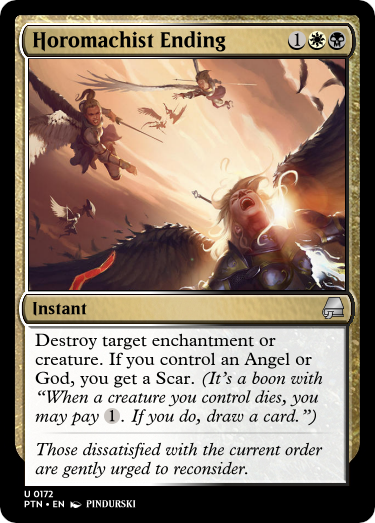 Horomachist Ending 1
Instant
Destroy target enchantment or
creature. If you control an Angel or
God, you get a Scar. (It's a boon with
“When a creature you control dies, you
may pay 1. If you do, draw a card.”)
Those dissatisfied with the current order
are gently urged to reconsider.
U 0172
PTN • EN PINDURSKI